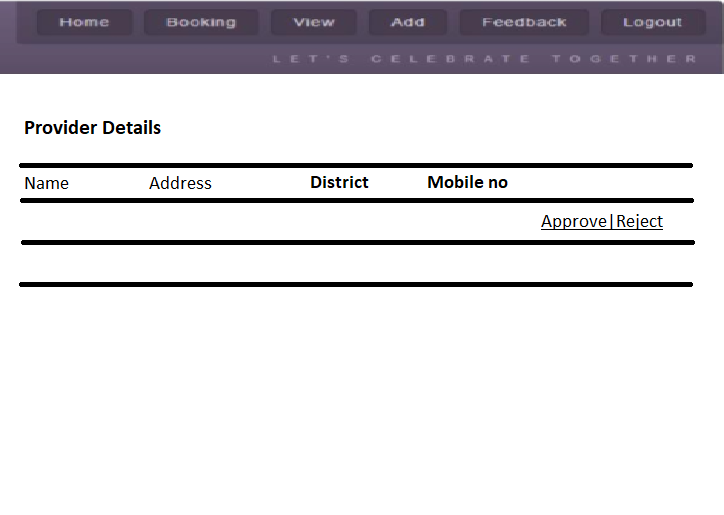 Home Booking View Add Feedback Logout
LET'S CELEBRATE TOGETHER
Provider Details
Name Address District Mobile no
Approve|Reject